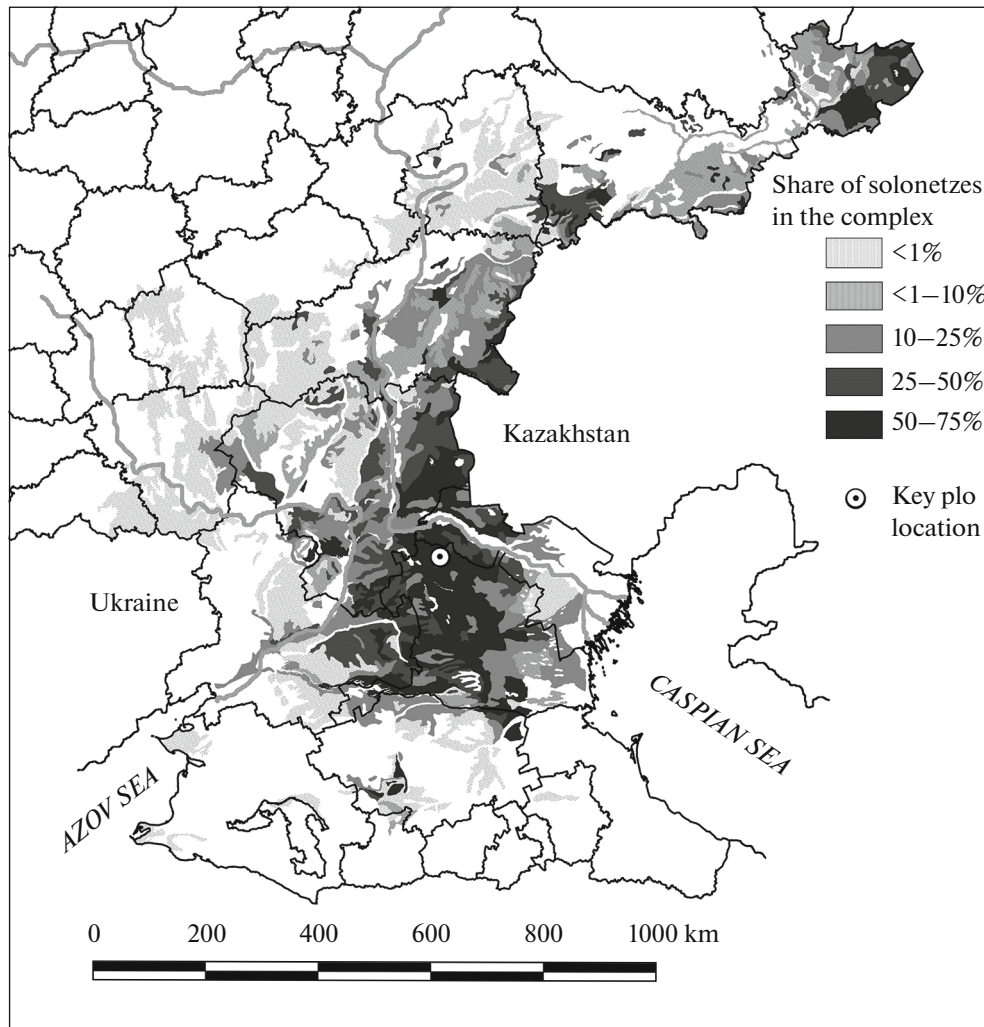 Share of solonetzes
in the complex
<1%
<1–10%
10–25%
25–50%
50–75%
Kazakhstan
Key plo
location
Ukraine
CASPIAN SEA
AZOV SEA
0 200 400 600 800 1000 km